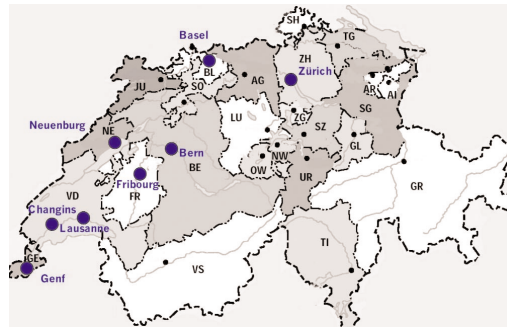 SH
Basel
TG
BL
ZH
Zürich
JU
SO
AG
AR
AI
SG
Neuenburg
NE
LU
ZG
SZ
Bern
BE
NW
GL
OW
UR
Fribourg
FR
GR
VD
Changins
Lausanne
TI
GE
VS
Genf